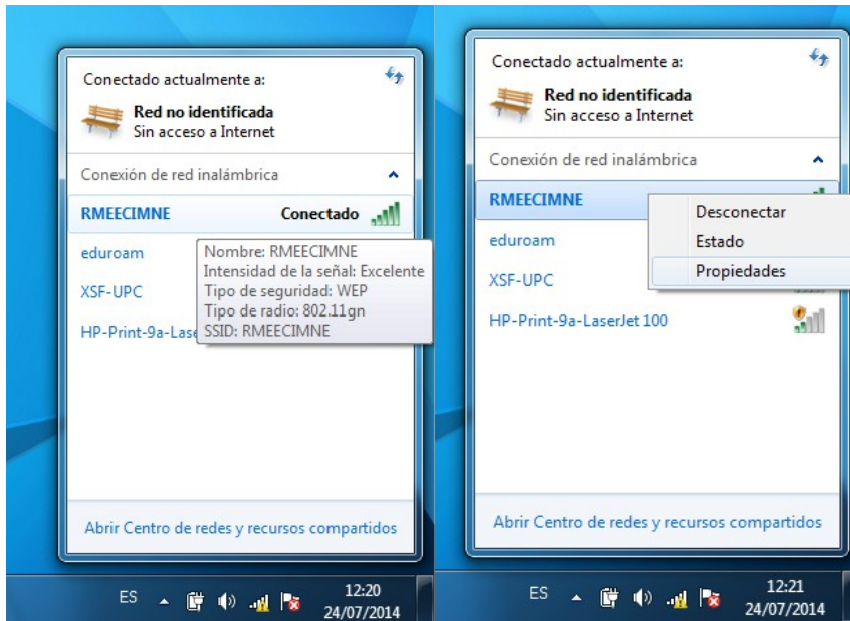 Conectado actualmente a:
Red no identificada
Sin acceso a Internet
Conexión de red inalámbrica
RMEECIMNE Conectado
eduroam
XSF-UPC
HP-Print-9a-Lase
Nombre: RMEECIMNE
Intensidad de la señal: Excelente
Tipo de seguridad: WEP
Tipo de radio: 802.11gn
SSID: RMEECIMNE
Abrir Centro de redes y recursos compartidos
ES
12:20
24/07/2014
Conectado actualmente a:
Red no identificada
Sin acceso a Internet
Conexión de red inalámbrica
RMEECIMNE
eduroam
XSF-UPC
HP-Print-9a-LaserJet 100
Desconectar
Estado
Propiedades
Abrir Centro de redes y recursos compartidos
ES
12:21
24/07/2014